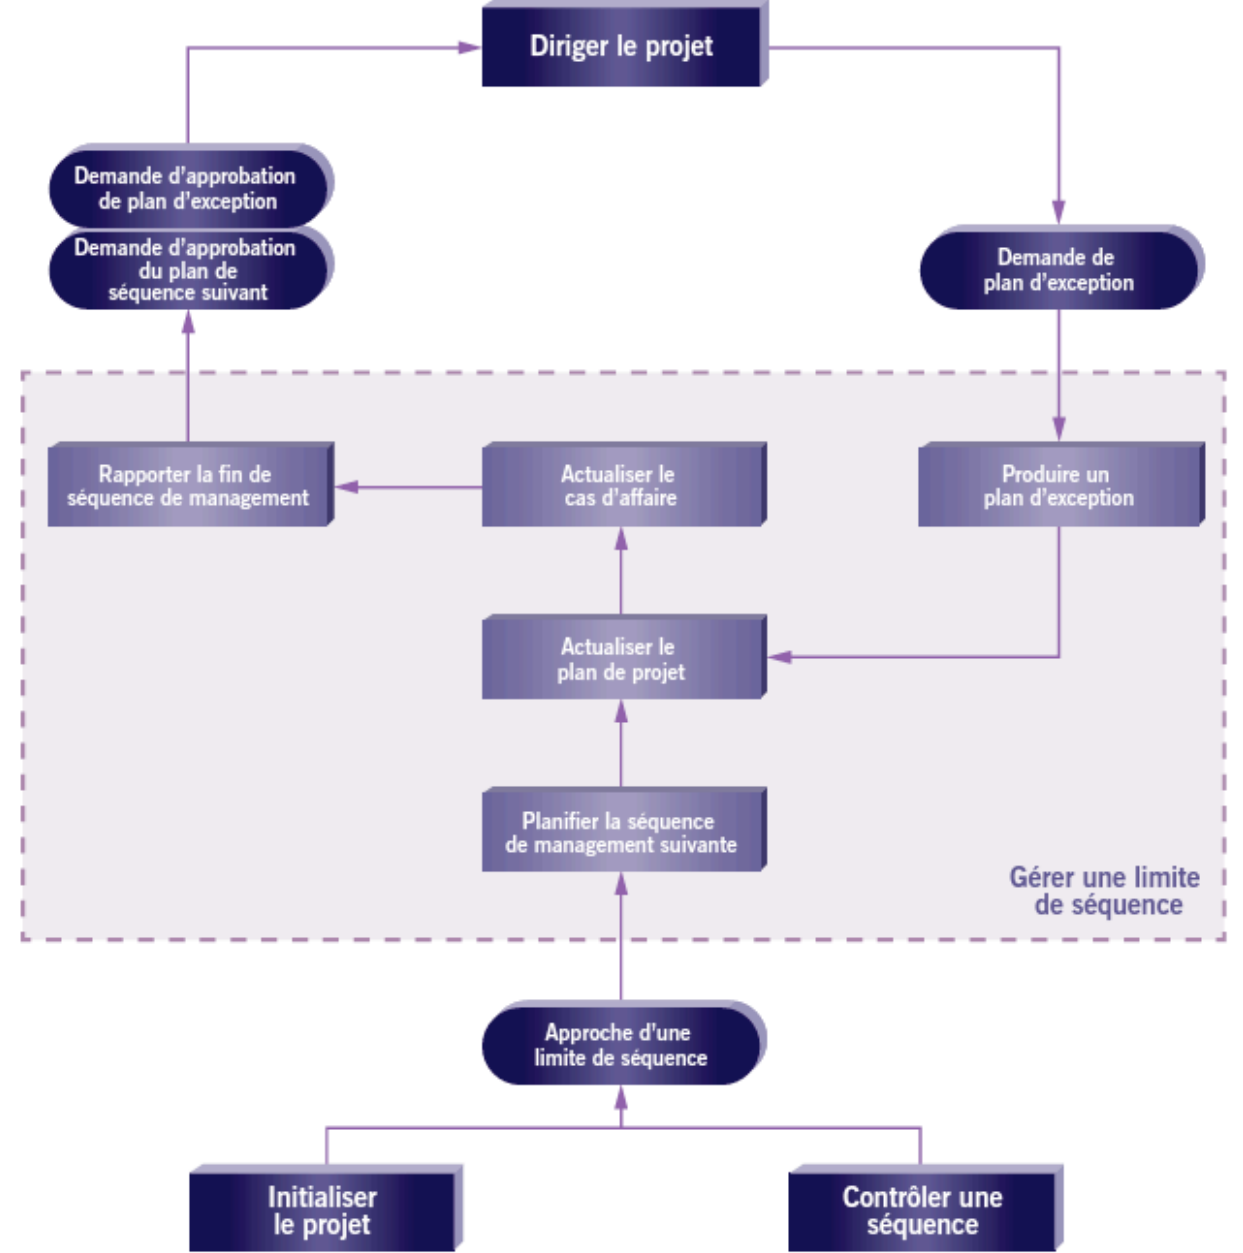 Diriger le projet
Demande d'approbation
de plan d'exception
Demande d'approbation
du plan de
séquence suivant
Demande de
plan d'exception
Rapporter la fin de
séquence de management
Actualiser le
cas d'affaire
Produire un
plan d'exception
Actualiser le
plan de projet
Planifier la séquence
de management suivante
Gérer une limite
de séquence
Approche d'une
limite de séquence
Initialiser
le projet
Contrôler une
séquence